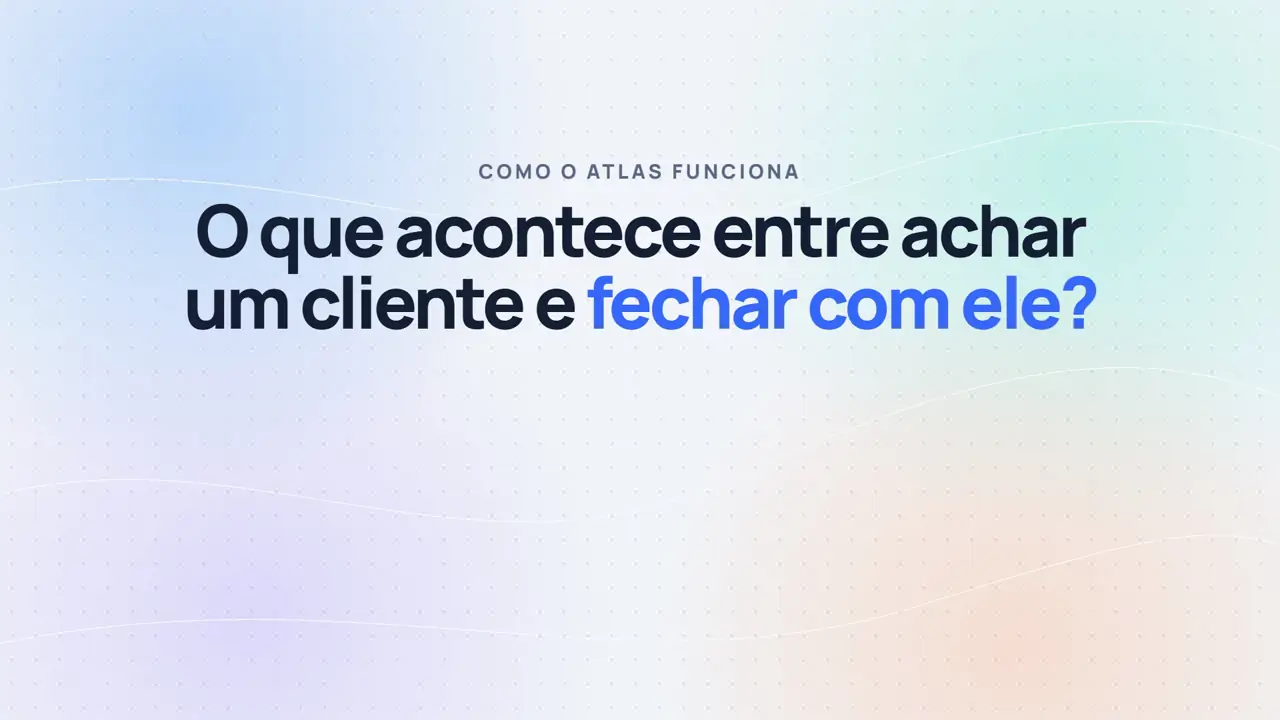 COMO O ATLAS FUNCIONA
O que acontece entre achar
um cliente e fechar com ele?